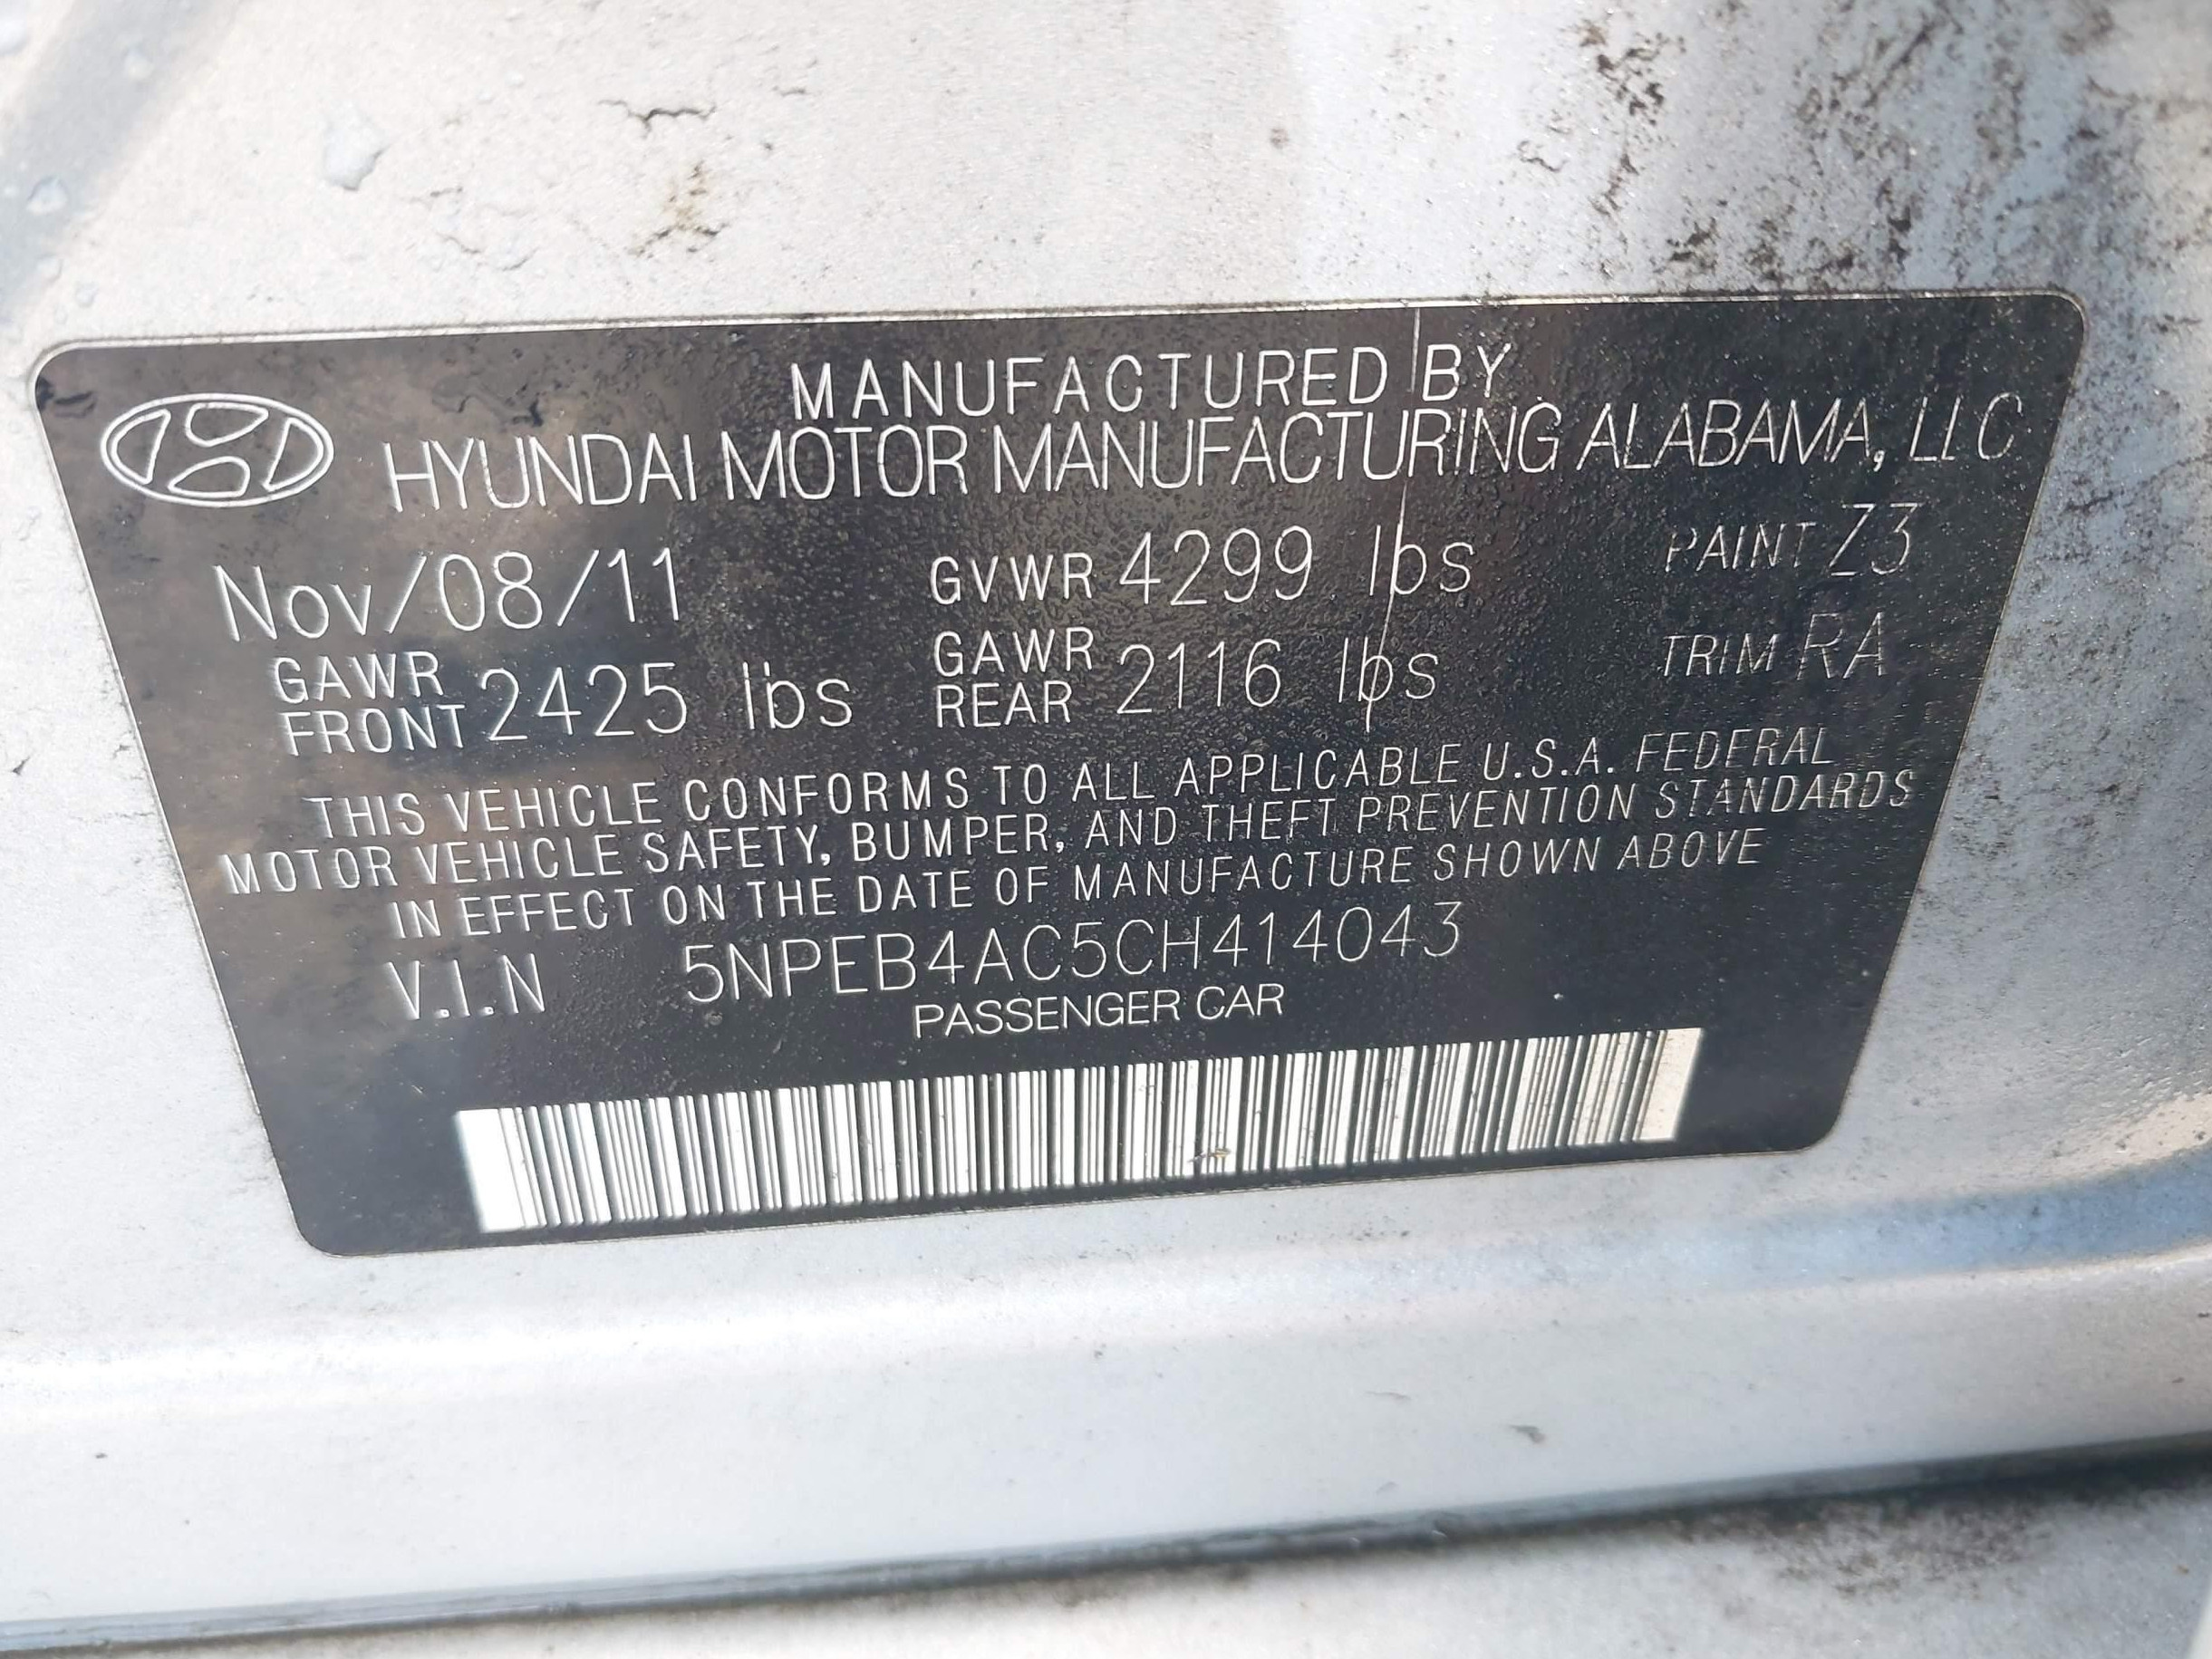 MANUFACTURED BY
HYUNDAI MOTOR MANUFACTURING ALABAMA, LLC
Nov/08/11 GVWR 4299 lbs PAINT Z3
GAWR FRONT 2425 lbs GAWR REAR 2116 lbs TRIM RA
THIS VEHICLE CONFORMS TO ALL APPLICABLE U.S.A. FEDERAL
MOTOR VEHICLE SAFETY, BUMPER, AND THEFT PREVENTION STANDARDS
IN EFFECT ON THE DATE OF MANUFACTURE SHOWN ABOVE
V.I.N 5NPEB4AC5CH414043
PASSENGER CAR